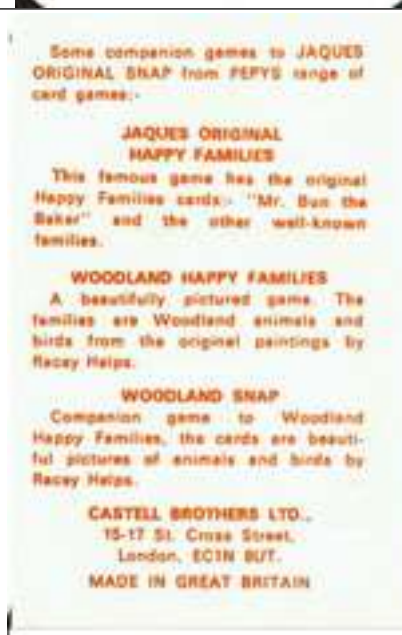 Some companion games to JAQUES
ORIGINAL SNAP from PEPYS range of
card games:-
JAQUES ORIGINAL
HAPPY FAMILIES
This famous game has the original
Happy Families cards:- "Mr. Bun the
Baker" and the other well-known
families.
WOODLAND HAPPY FAMILIES
A beautifully pictured game. The
families are Woodland animals and
birds from the original paintings by
Racey Helps.
WOODLAND SNAP
Companion game to Woodland
Happy Families, the cards are beauti-
ful pictures of animals and birds by
Racey Helps.
CASTELL BROTHERS LTD.,
15-17 St. Cross Street,
London, EC1N 8UT.
MADE IN GREAT BRITAIN